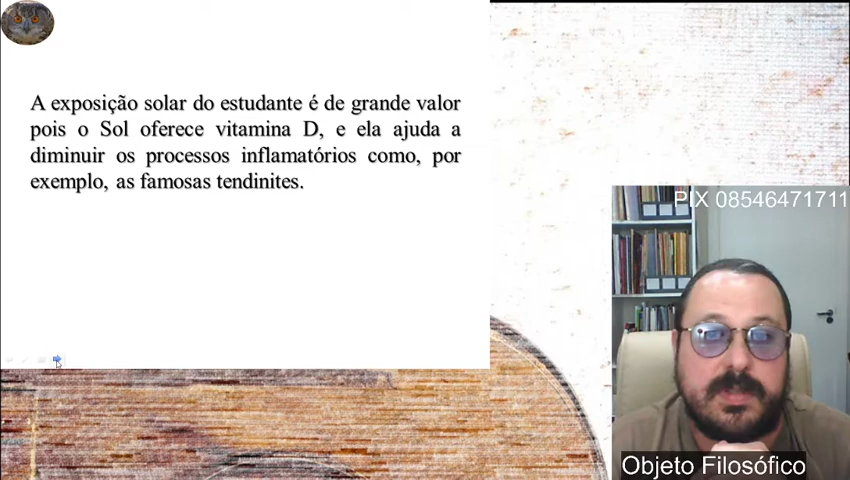 A exposição solar do estudante é de grande valor
pois o Sol oferece vitamina D, e ela ajuda a
diminuir os processos inflamatórios como, por
exemplo, as famosas tendinites.
PIX 08546471711
Objeto Filosófico